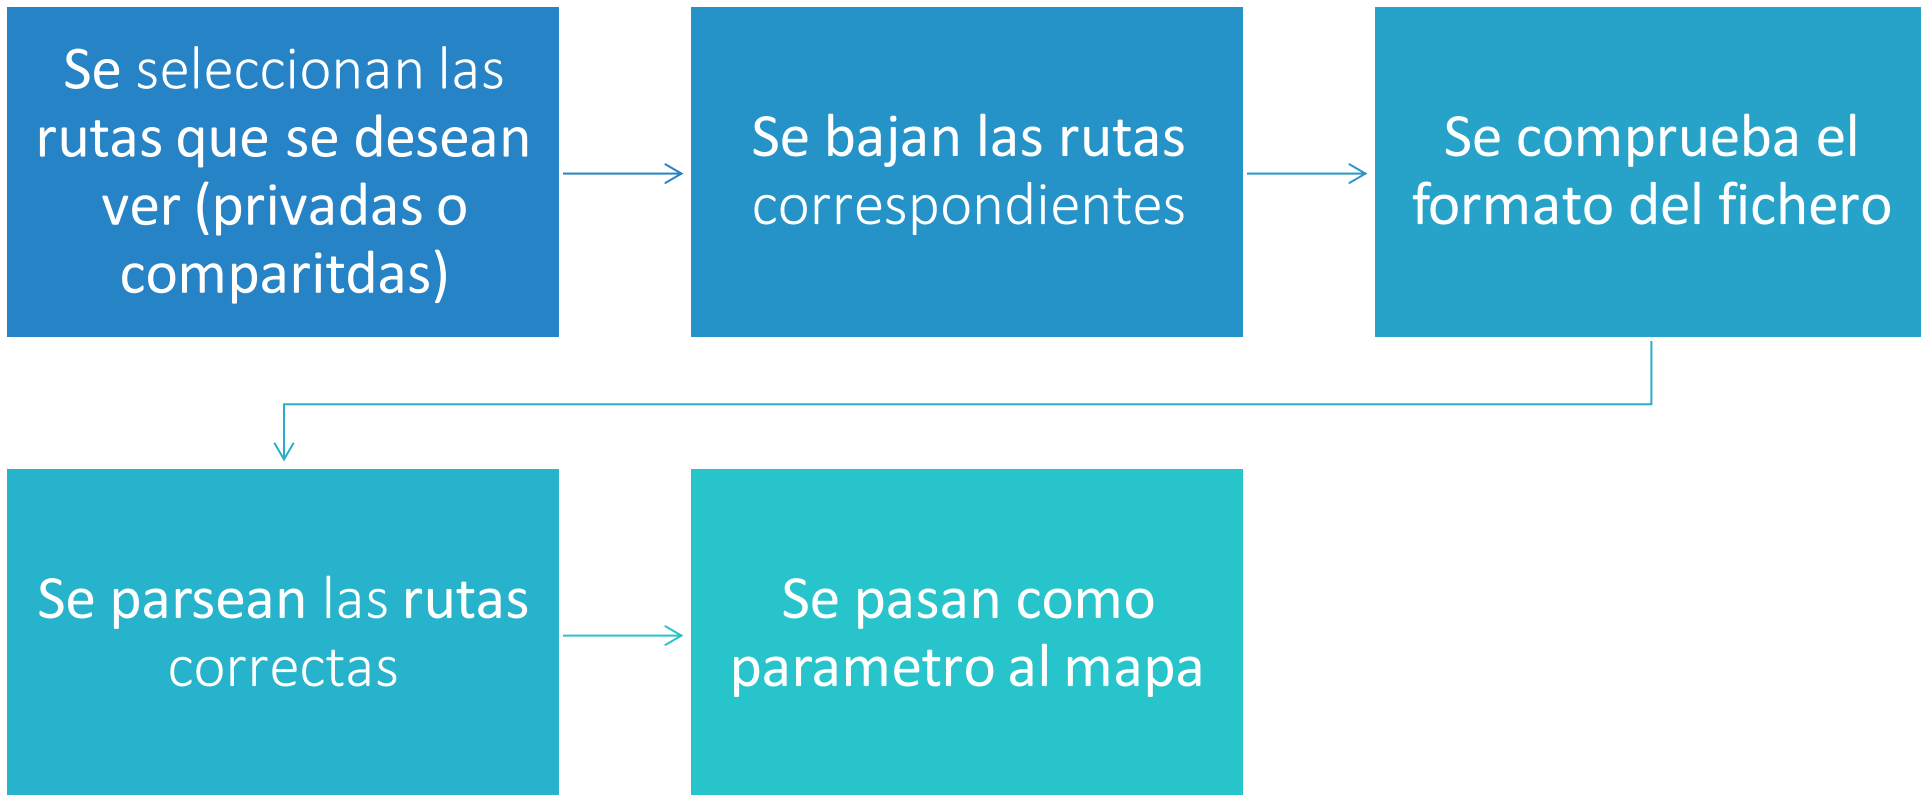 Se seleccionan las
rutas que se desean
ver (privadas o
comparitdas)
Se bajan las rutas
correspondientes
Se comprueba el
formato del fichero
Se parsean las rutas
correctas
Se pasan como
parametro al mapa